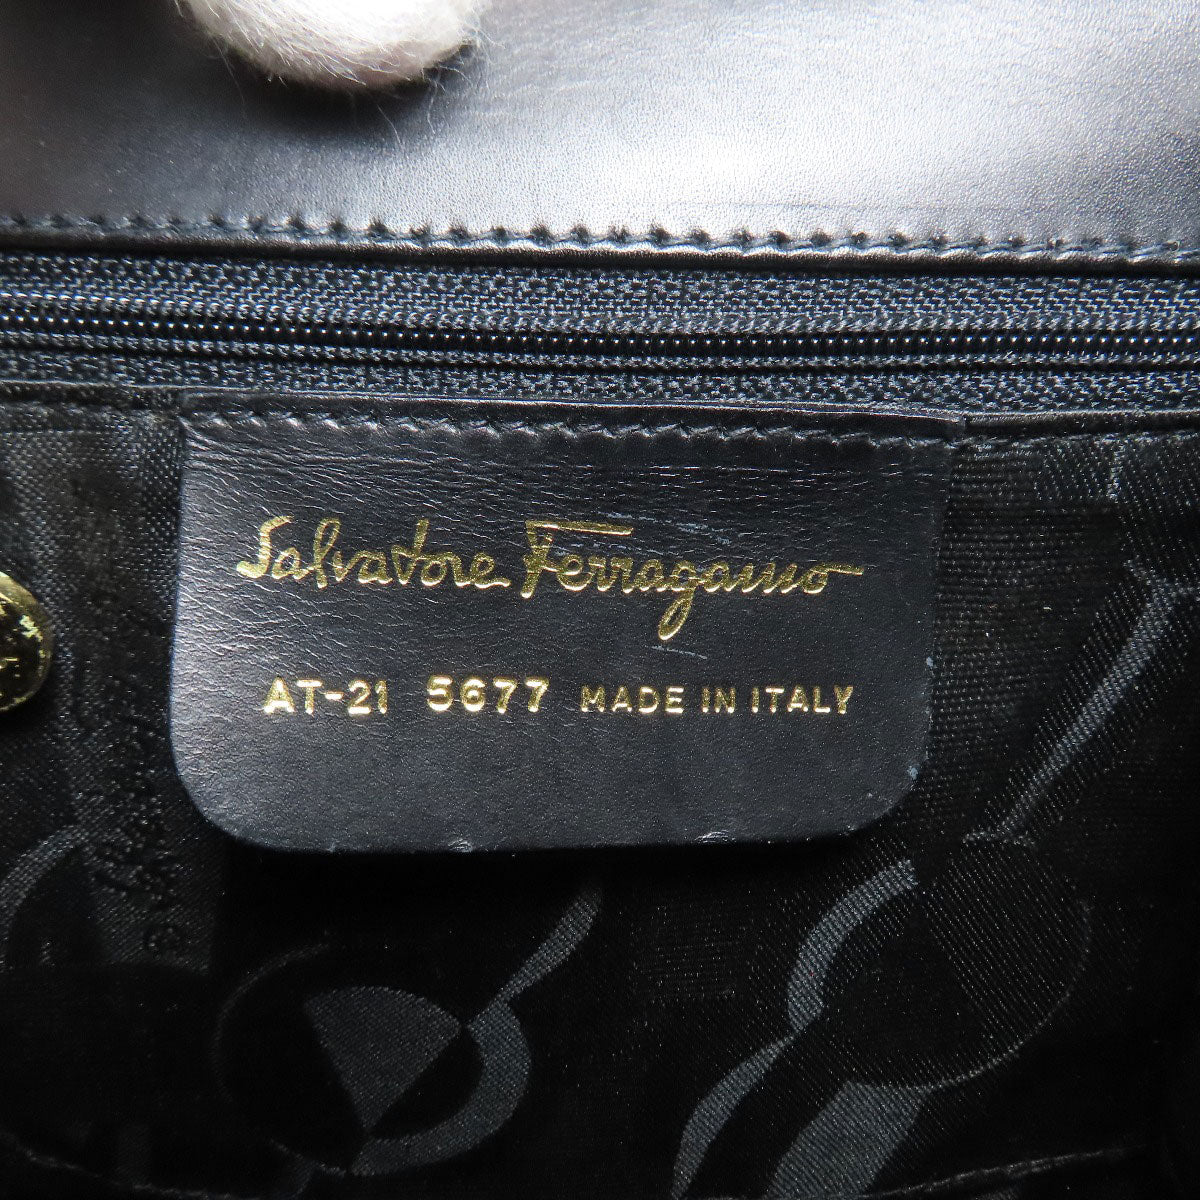 Salvatore Ferragamo
AT-21 5677 MADE IN ITALY